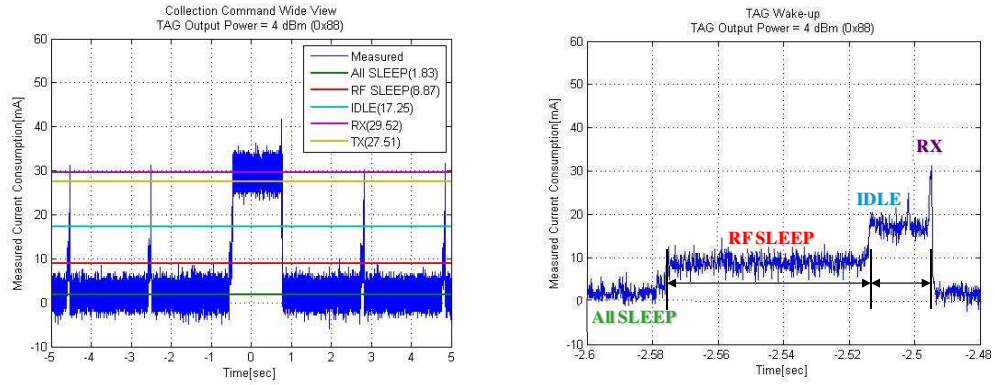 Collection Command Wide View
TAG Output Power = 4 dBm (0x88)
Measured Current Consumption[mA]
60
50
40
30
20
10
0
-10
Measured
All SLEEP(1.83)
RF SLEEP(8.87)
IDLE(17.25)
RX(29.52)
TX(27.51)
-5 -4 -3 -2 -1 0 1 2 3 4 5
Time[sec]
TAG Wake-up
TAG Output Power = 4 dBm (0x88)
Measured Current Consumption[mA]
60
50
40
30
20
10
0
-10
RX
IDLE
RF SLEEP
All SLEEP
-2.6 -2.58 -2.56 -2.54 -2.52 -2.5 -2.48
Time[sec]